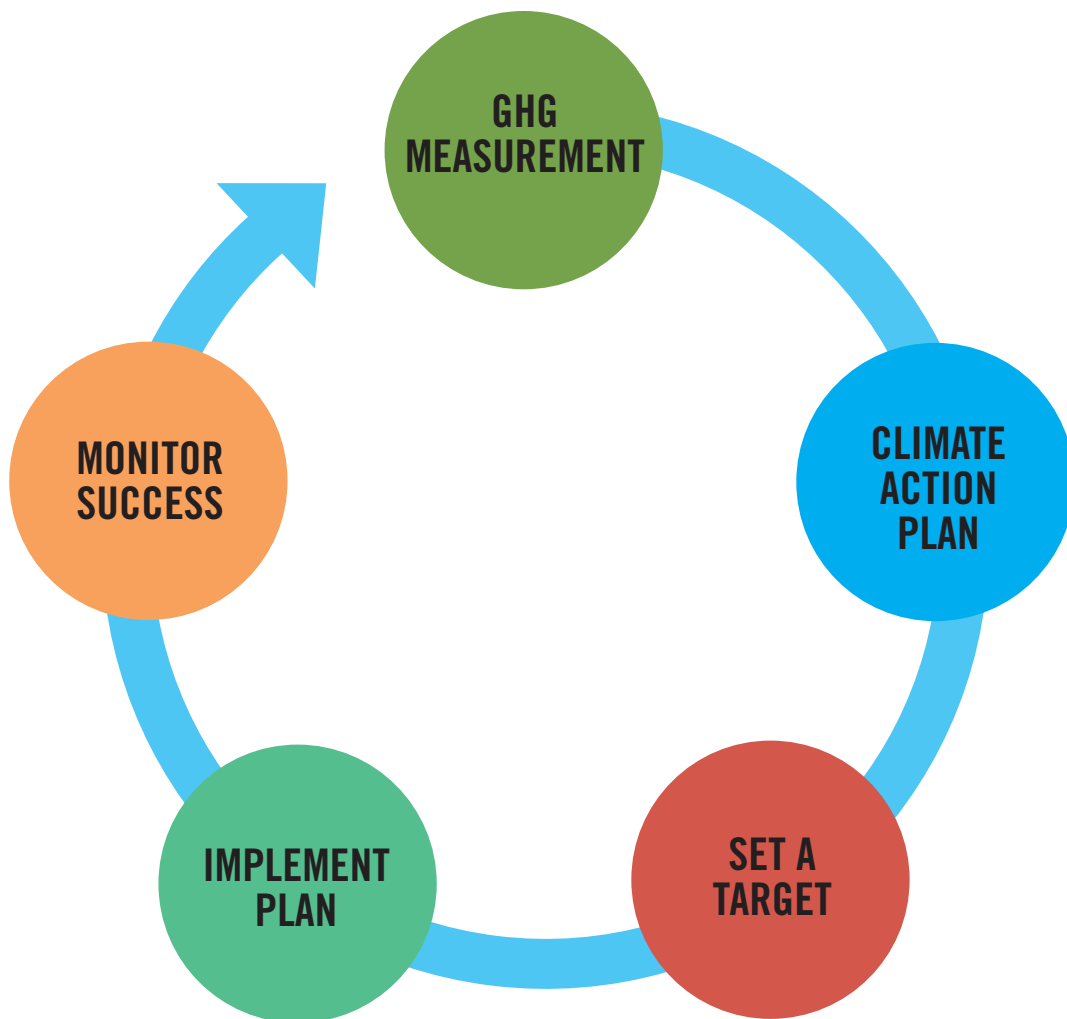 GHG
MEASUREMENT
CLIMATE
ACTION
PLAN
SET A
TARGET
IMPLEMENT
PLAN
MONITOR
SUCCESS